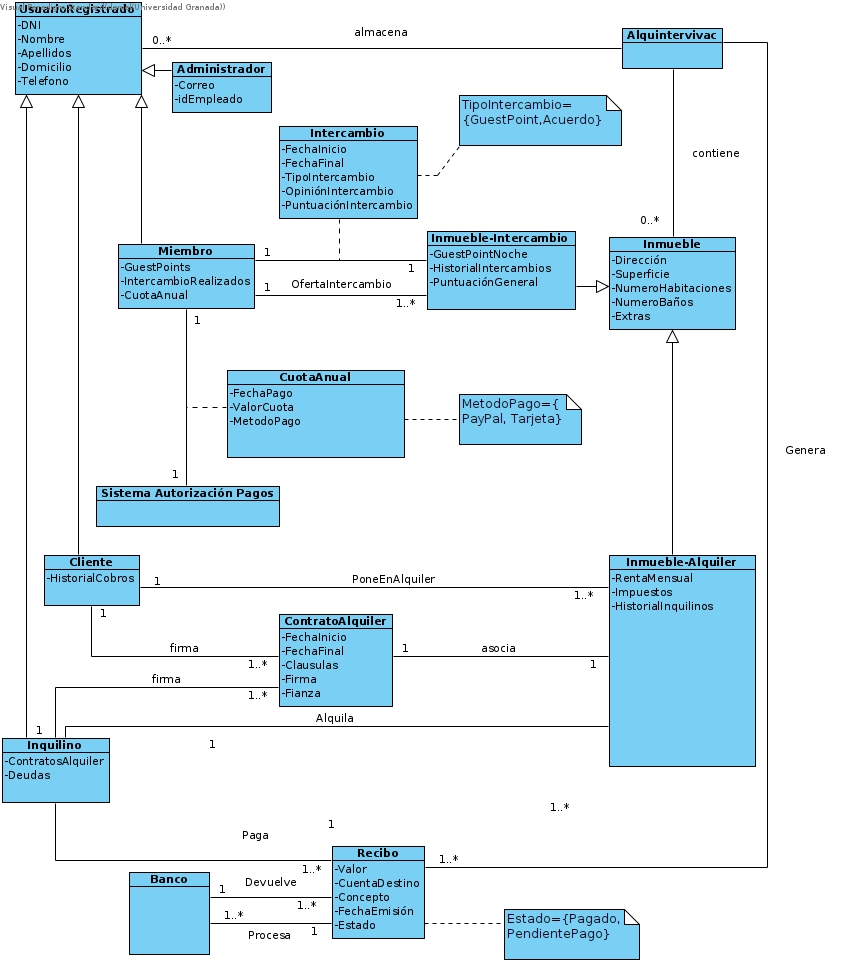 Universidad Granada))
UsuarioRegistrado
-DNI
-Nombre
-Apellidos
-Domicilio
-Telefono
0..*
almacena
Alquintervivac
Administrador
-Correo
-idEmpleado
TipoIntercambio=
{GuestPoint,Acuerdo}
Intercambio
-FechaInicio
-FechaFinal
-TipoIntercambio
-OpiniónIntercambio
-PuntuaciónIntercambio
contiene
0..*
Miembro
-GuestPoints
-IntercambioRealizados
-CuotaAnual
1
1
1
OfertaIntercambio
1..*
Inmueble-Intercambio
-GuestPointNoche
-HistorialIntercambios
-PuntuaciónGeneral
Inmueble
-Dirección
-Superficie
-NumeroHabitaciones
-NumeroBaños
-Extras
1
CuotaAnual
-FechaPago
-ValorCuota
-MetodoPago
MetodoPago={
PayPal, Tarjeta}
Genera
1
Sistema Autorización Pagos
Cliente
-HistorialCobros
1
PoneEnAlquiler
1..*
Inmueble-Alquiler
-RentaMensual
-Impuestos
-HistorialInquilinos
1
ContratoAlquiler
-FechaInicio
-FechaFinal
-Clausulas
-Firma
-Fianza
firma
1..*
1
asocia
1
firma
1..*
Alquila
1
1
Inquilino
-ContratosAlquiler
-Deudas
1..*
1
Paga
1..*
Recibo
-Valor
-CuentaDestino
-Concepto
-FechaEmisión
-Estado
1..*
Banco
1
Devuelve
1..*
1..*
Procesa
1
Estado={Pagado,
PendientePago}